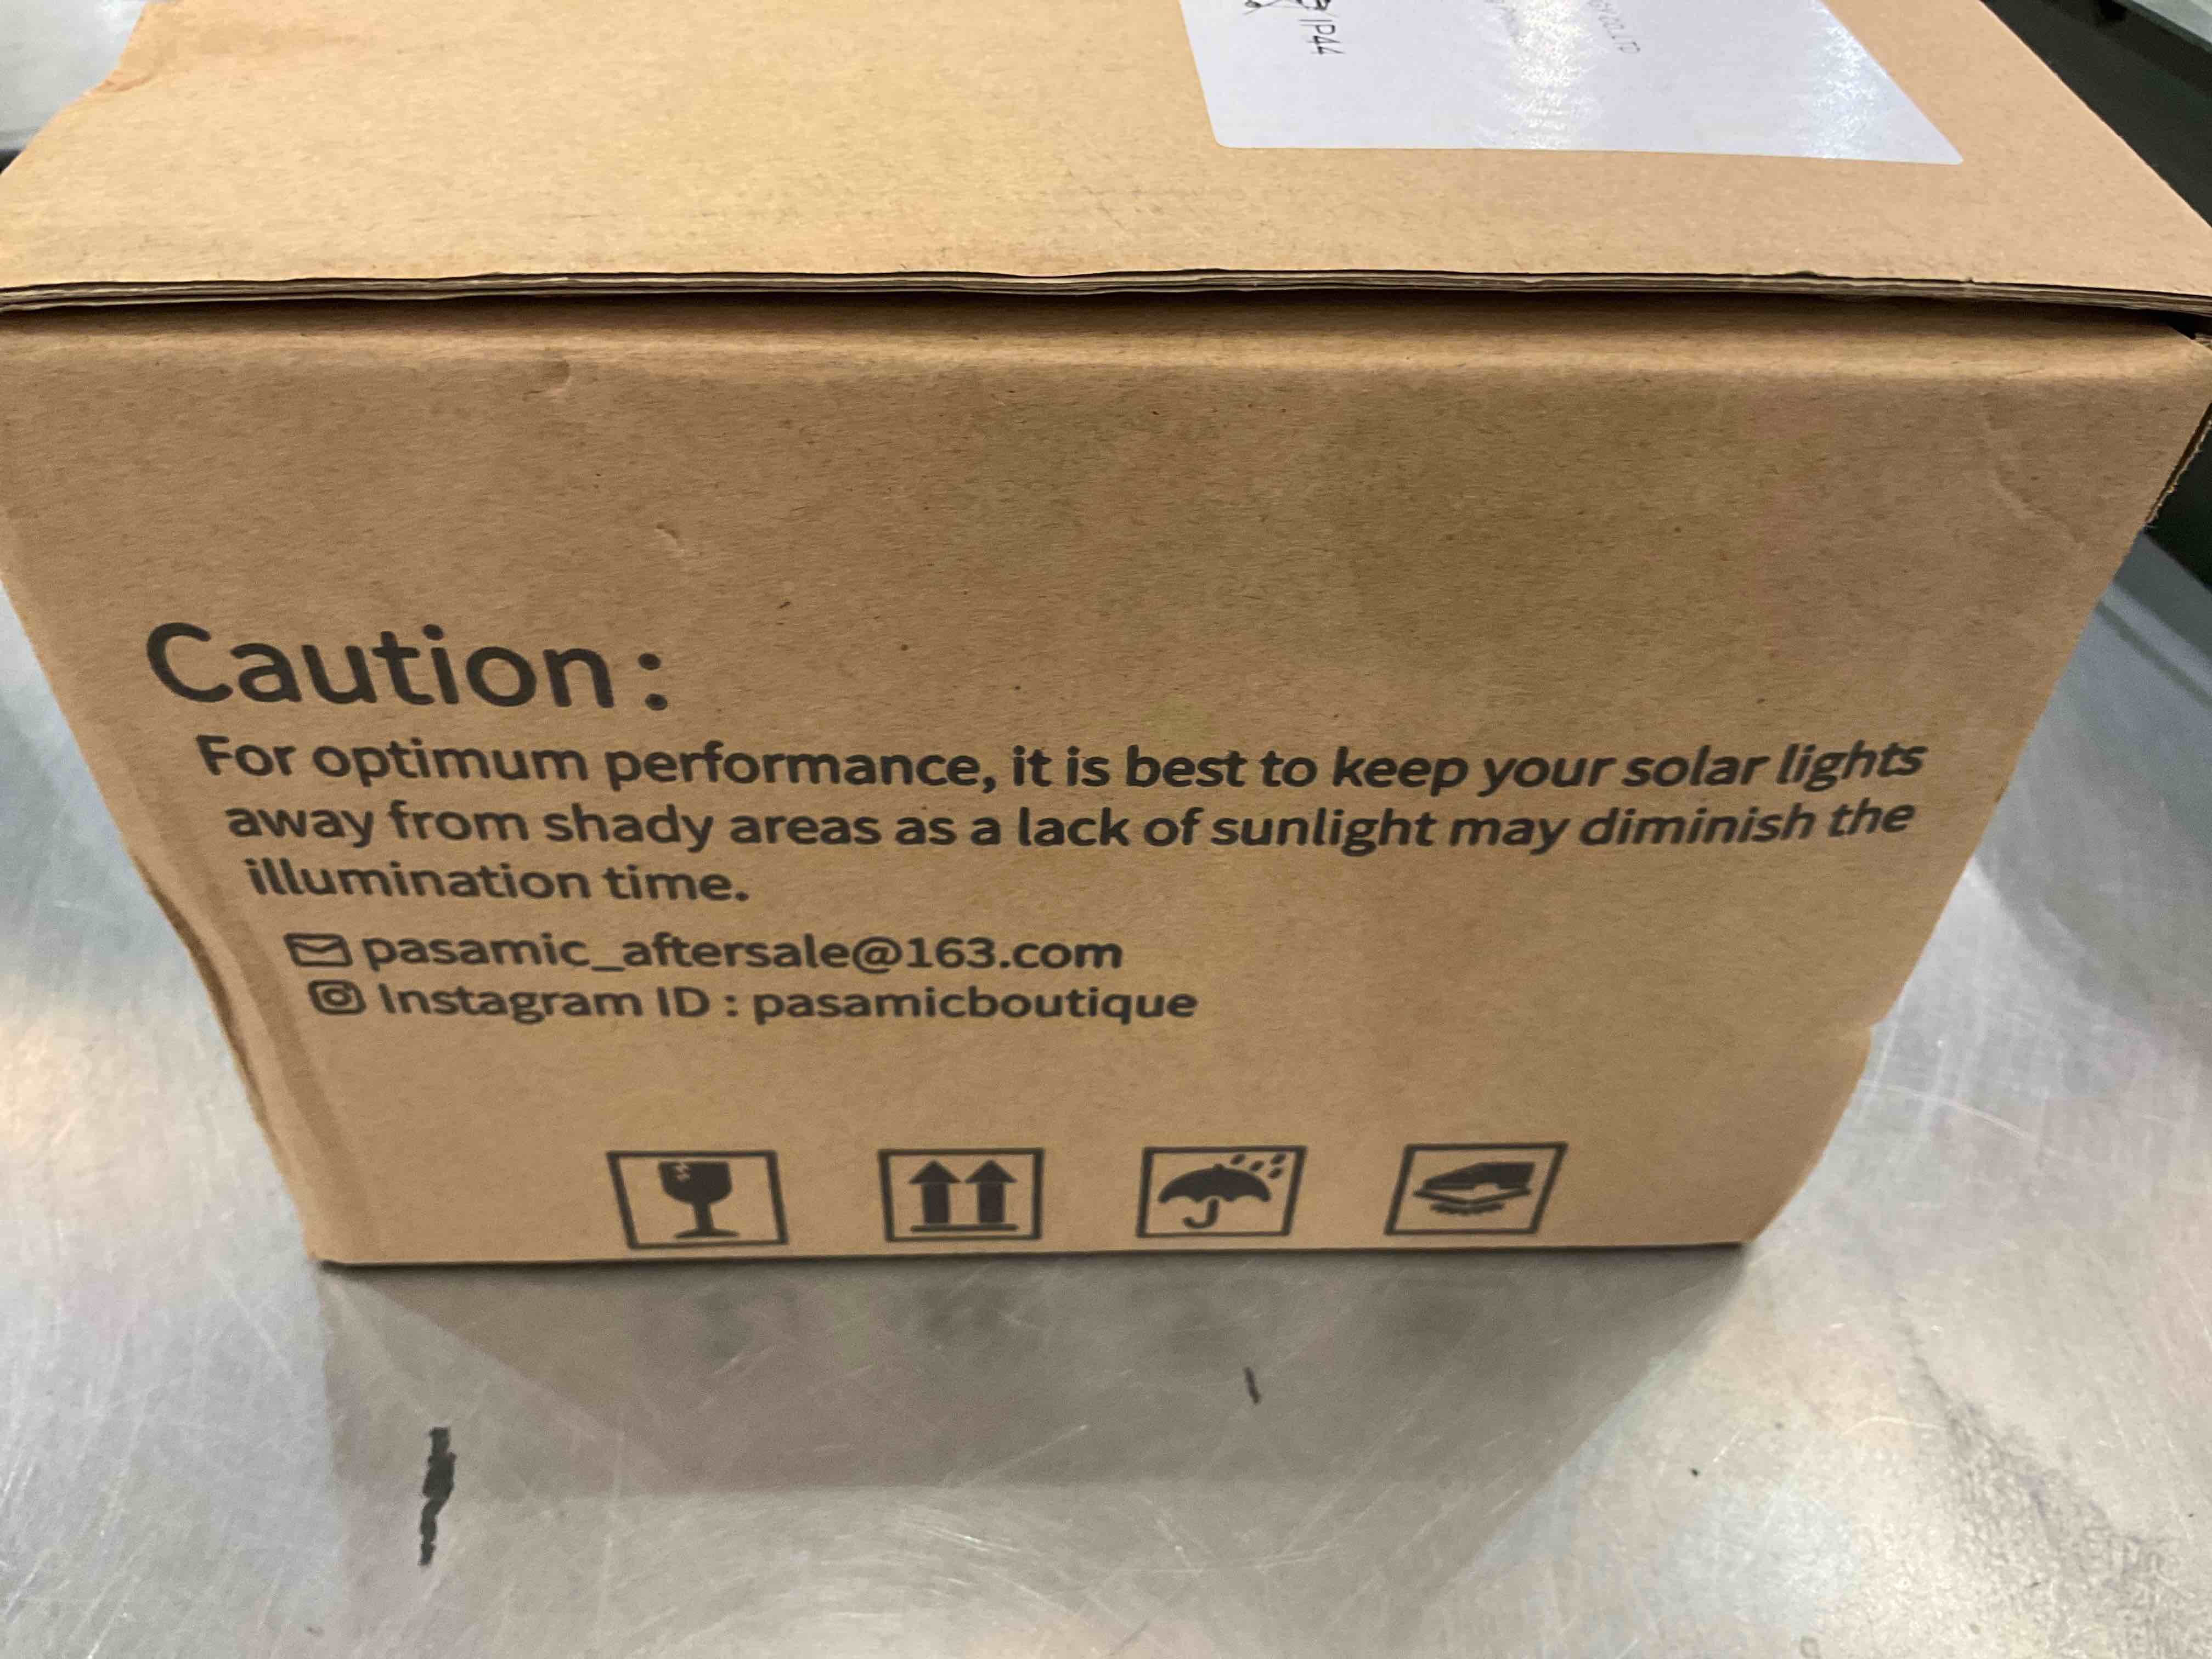 IP44
Caution:
For optimum performance, it is best to keep your solar lights
away from shady areas as a lack of sunlight may diminish the
illumination time.
pasamic_aftersale@163.com
Instagram ID : pasamicboutique